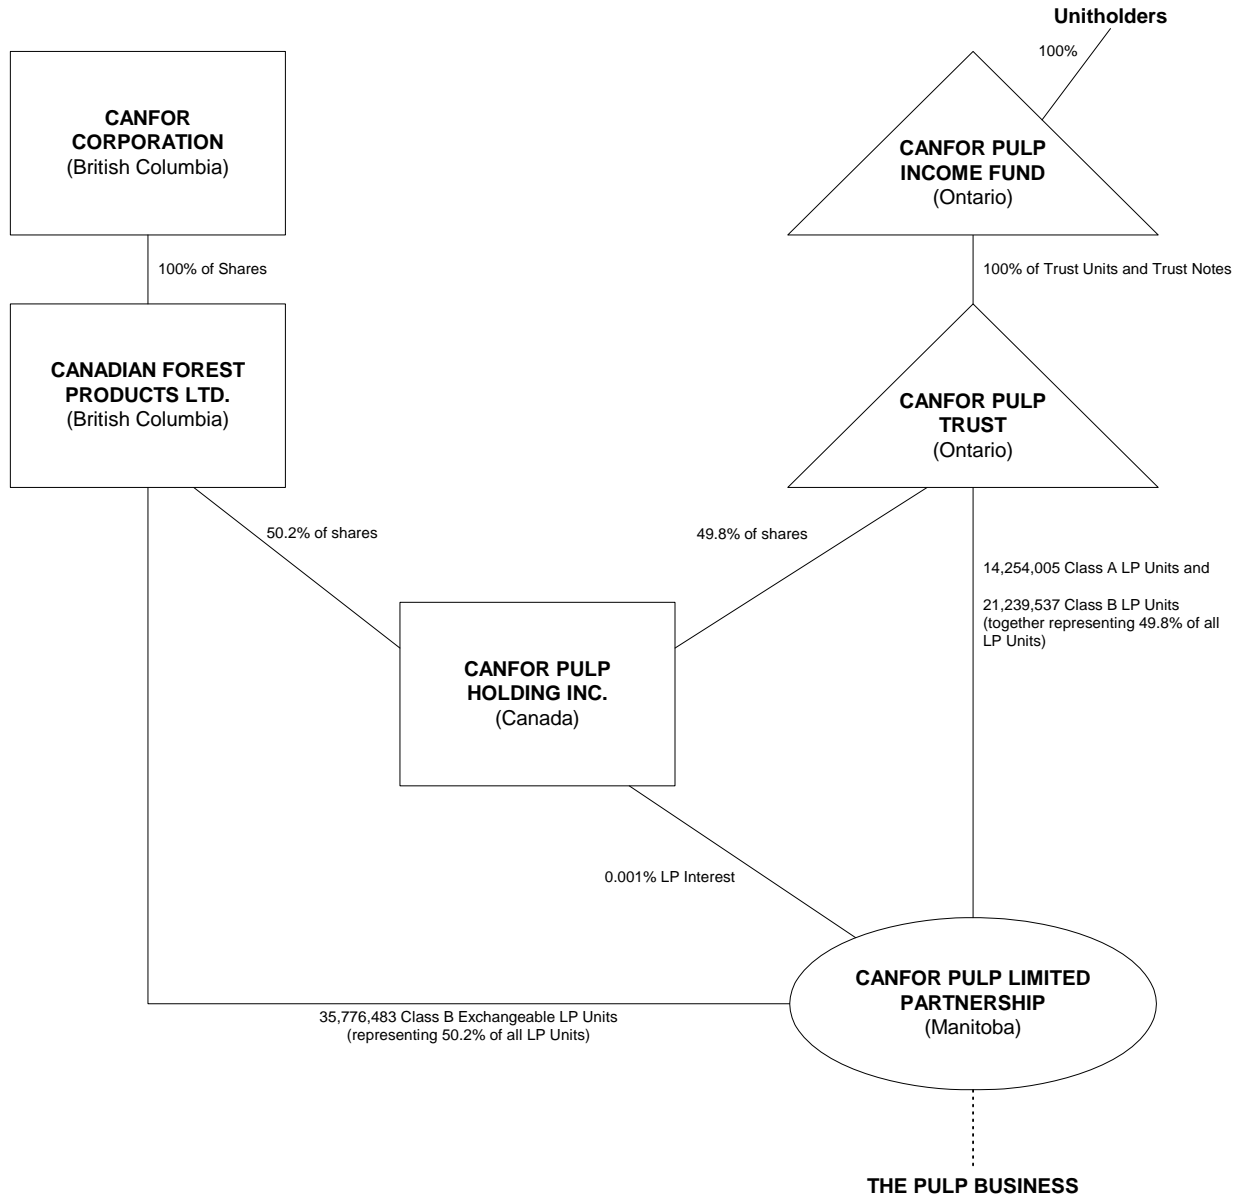 Unitholders
100%
CANFOR
CORPORATION
(British Columbia)
CANFOR PULP
INCOME FUND
(Ontario)
100% of Shares
100% of Trust Units and Trust Notes
CANADIAN FOREST
PRODUCTS LTD.
(British Columbia)
CANFOR PULP
TRUST
(Ontario)
50.2% of shares
49.8% of shares
14,254,005 Class A LP Units and
21,239,537 Class B LP Units
(together representing 49.8% of all
LP Units)
CANFOR PULP
HOLDING INC.
(Canada)
0.001% LP Interest
CANFOR PULP LIMITED
PARTNERSHIP
(Manitoba)
35,776,483 Class B Exchangeable LP Units
(representing 50.2% of all LP Units)
THE PULP BUSINESS